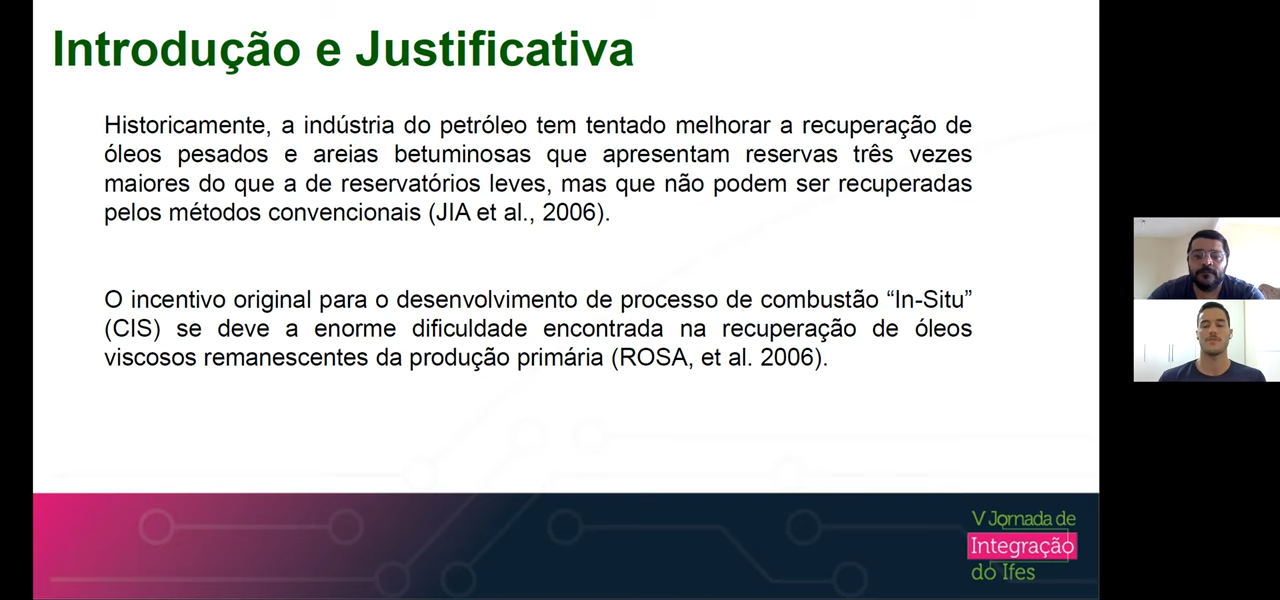 Introdução e Justificativa
Historicamente, a indústria do petróleo tem tentado melhorar a recuperação de
óleos pesados e areias betuminosas que apresentam reservas três vezes
maiores do que a de reservatórios leves, mas que não podem ser recuperadas
pelos métodos convencionais (JIA et al., 2006).
O incentivo original para o desenvolvimento de processo de combustão “In-Situ”
(CIS) se deve a enorme dificuldade encontrada na recuperação de óleos
viscosos remanescentes da produção primária (ROSA, et al. 2006).
V Jornada de
Integração
do Ifes